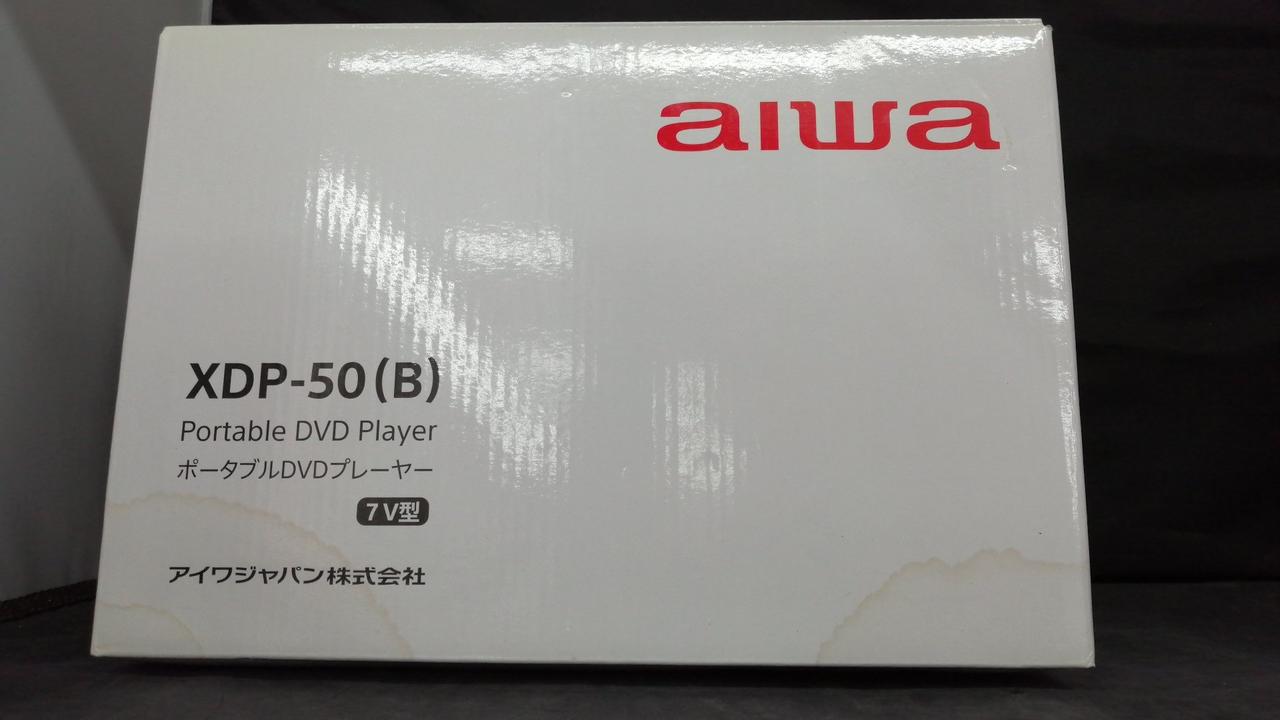 aiwa
XDP-50(B)
Portable DVD Player
ポータブルDVDプレーヤー
7V型
アイワジャパン株式会社